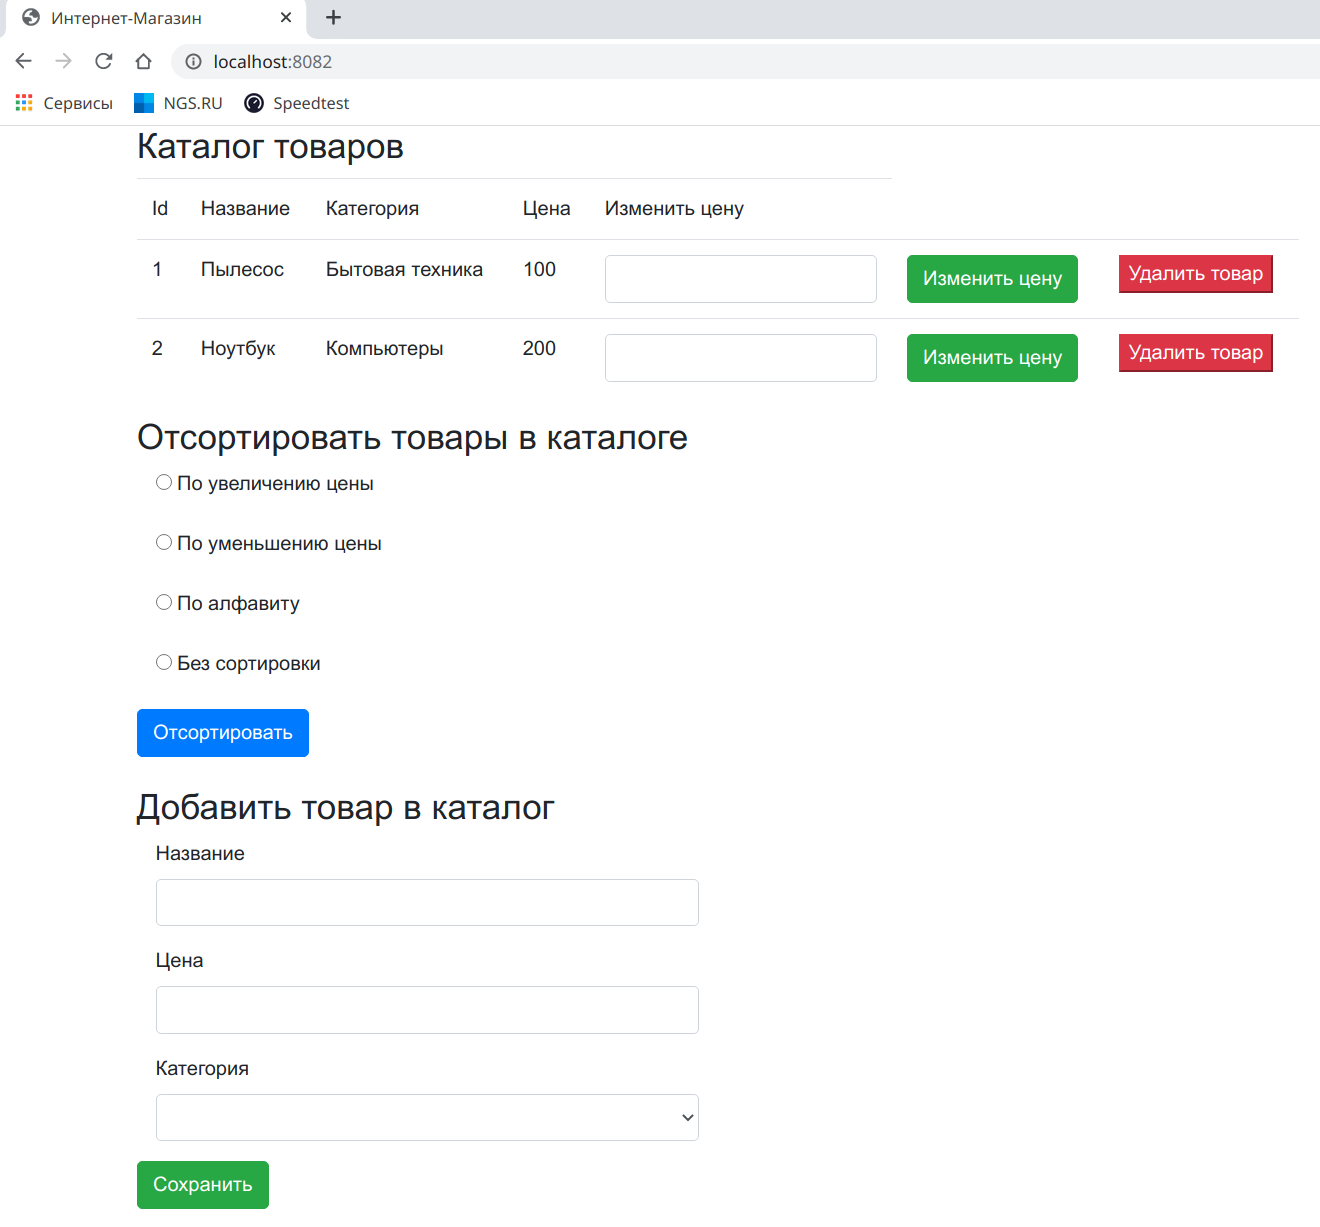 Интернет-Магазин
localhost:8082
Сервисы NGS.RU Speedtest
Каталог товаров
Id Название Категория Цена Изменить цену
1 Пылесос Бытовая техника 100 Изменить цену Удалить товар
2 Ноутбук Компьютеры 200 Изменить цену Удалить товар
Отсортировать товары в каталоге
По увеличению цены
По уменьшению цены
По алфавиту
Без сортировки
Отсортировать
Добавить товар в каталог
Название
Цена
Категория
Сохранить